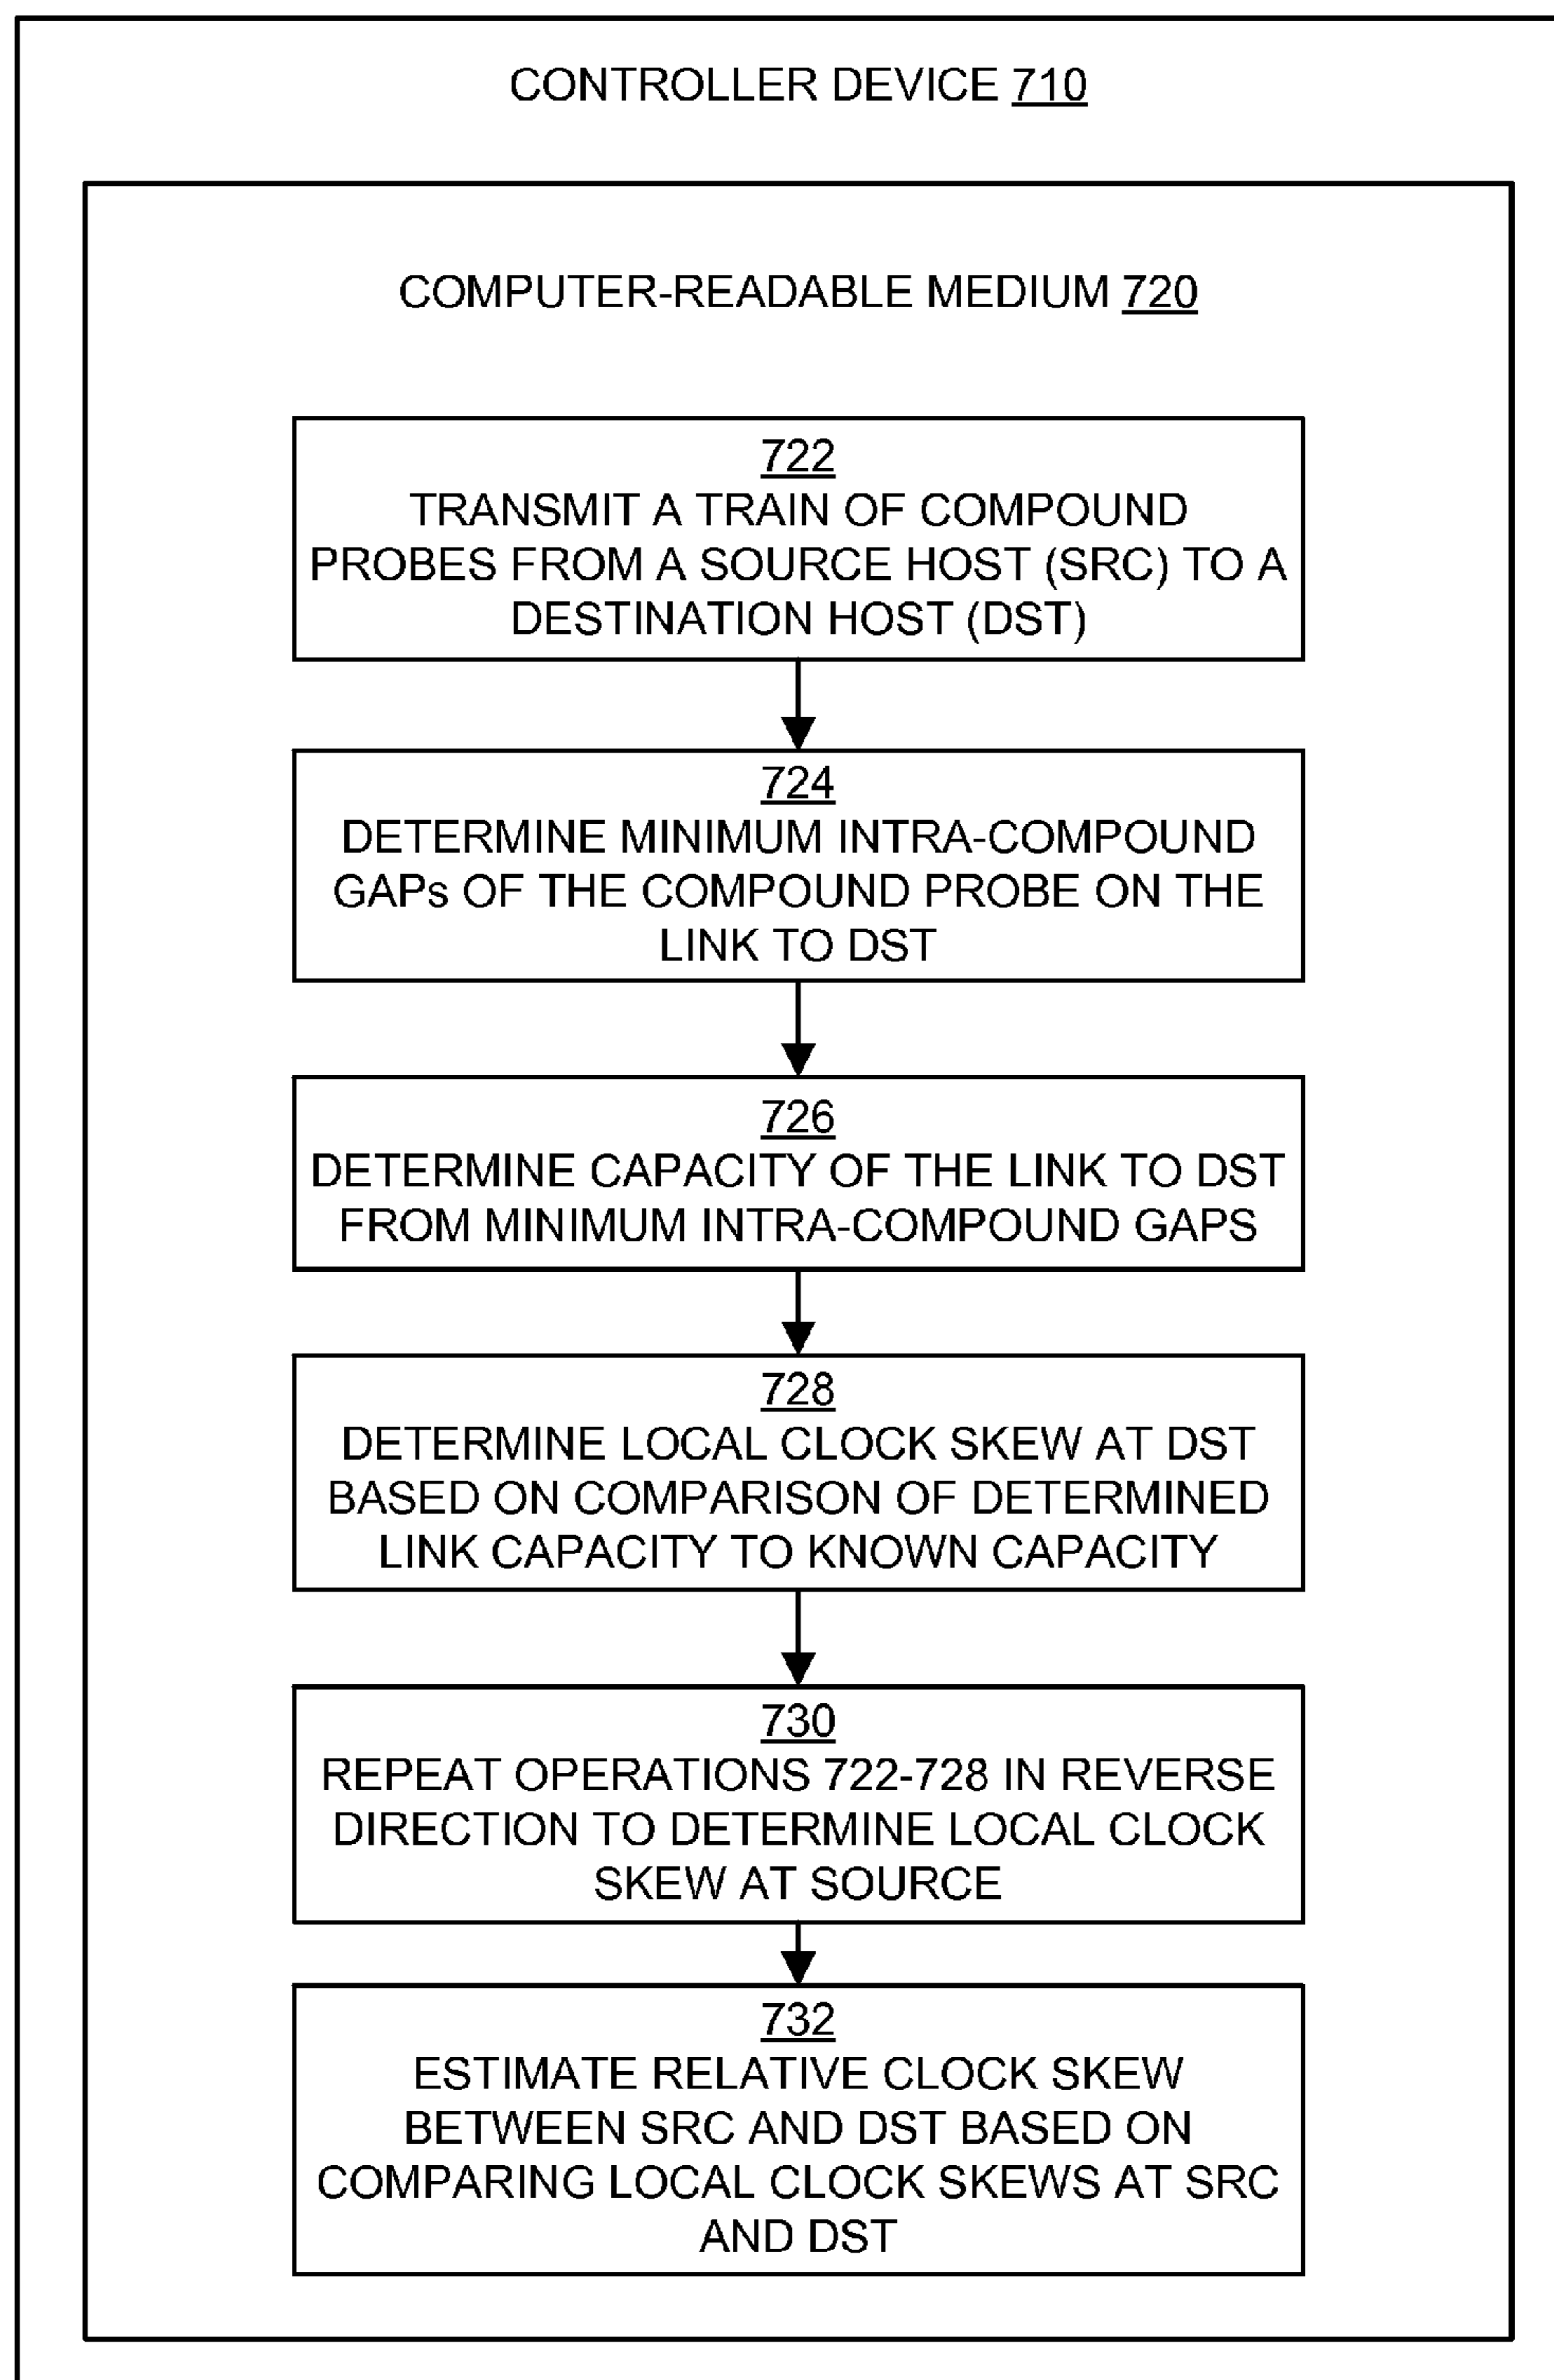 CONTROLLER DEVICE 710
COMPUTER-READABLE MEDIUM 720
722
TRANSMIT A TRAIN OF COMPOUND
PROBES FROM A SOURCE HOST (SRC) TO A
DESTINATION HOST (DST)
724
DETERMINE MINIMUM INTRA-COMPOUND
GAPs OF THE COMPOUND PROBE ON THE
LINK TO DST
726
DETERMINE CAPACITY OF THE LINK TO DST
FROM MINIMUM INTRA-COMPOUND GAPS
728
DETERMINE LOCAL CLOCK SKEW AT DST
BASED ON COMPARISON OF DETERMINED
LINK CAPACITY TO KNOWN CAPACITY
730
REPEAT OPERATIONS 722-728 IN REVERSE
DIRECTION TO DETERMINE LOCAL CLOCK
SKEW AT SOURCE
732
ESTIMATE RELATIVE CLOCK SKEW
BETWEEN SRC AND DST BASED ON
COMPARING LOCAL CLOCK SKEWS AT SRC
AND DST